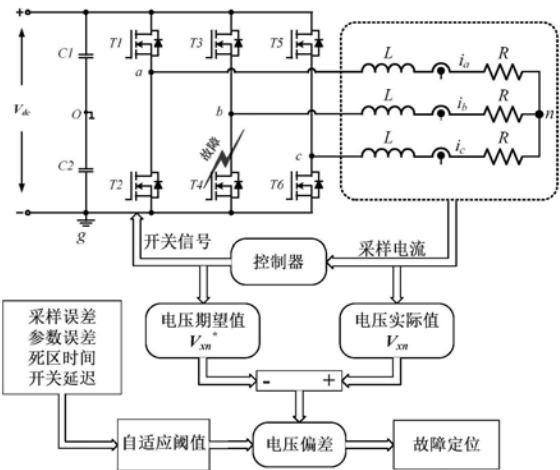 +
T1
T3
T5
C1
a
L
i_a
R
V_dc
O
b
L
i_b
R
n
故障
c
L
i_c
R
C2
T2
T4
T6
−
g
开关信号
控制器
采样电流
电压期望值
V_xn*
电压实际值
V_xn
采样误差
参数误差
死区时间
开关延迟
- +
自适应阈值
电压偏差
故障定位